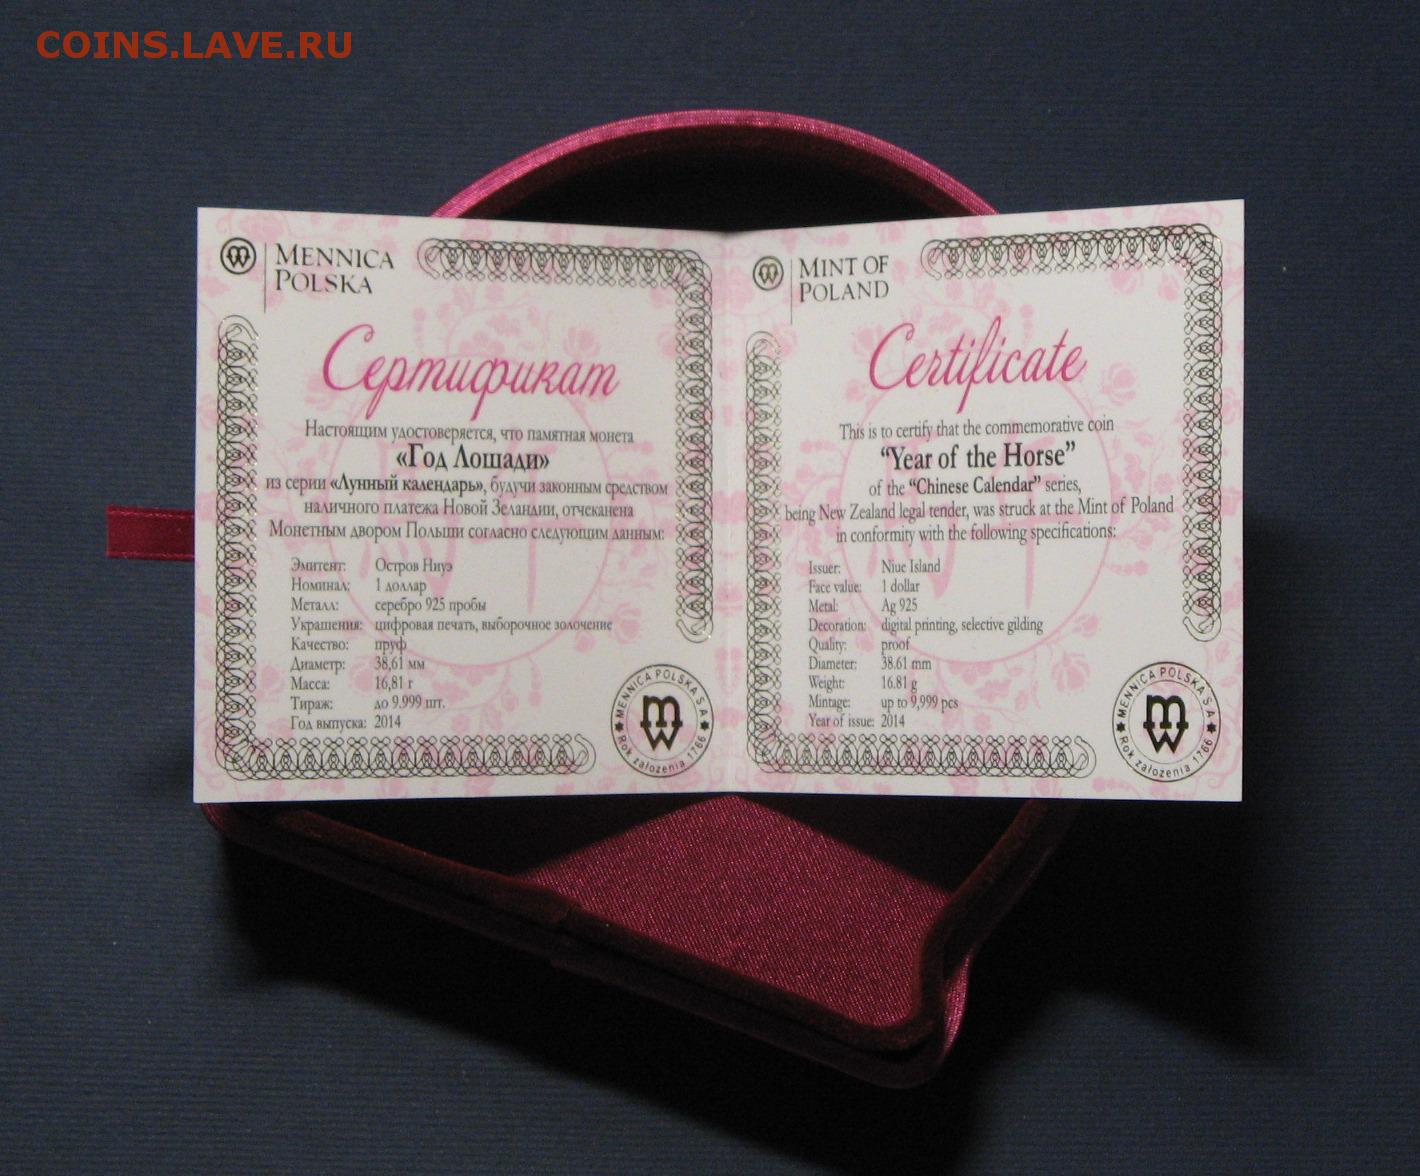 COINS.LAVE.RU
MENNICA
POLSKA
Сертификат
Настоящим удостоверяется, что памятная монета
«Год Лошади»
из серии «Лунный календарь», будучи законным средством
наличного платежа Новой Зеландии, отчеканена
Монетным двором Польши согласно следующим данным:
Эмитент: Остров Ниуэ
Номинал: 1 доллар
Металл: серебро 925 пробы
Украшения: цифровая печать, выборочное золочение
Качество: пруф
Диаметр: 38,61 мм
Масса: 16,81 г
Тираж: до 9.999 шт.
Год выпуска: 2014
MENNICA POLSKA S.A.
Rok założenia 1766
MINT OF
POLAND
Certificate
This is to certify that the commemorative coin
“Year of the Horse”
of the “Chinese Calendar” series,
being New Zealand legal tender, was struck at the Mint of Poland
in conformity with the following specifications:
Issuer: Niue Island
Face value: 1 dollar
Metal: Ag 925
Decoration: digital printing, selective gilding
Quality: proof
Diameter: 38.61 mm
Weight: 16.81 g
Mintage: up to 9,999 pcs
Year of issue: 2014
MENNICA POLSKA S.A.
Rok założenia 1766